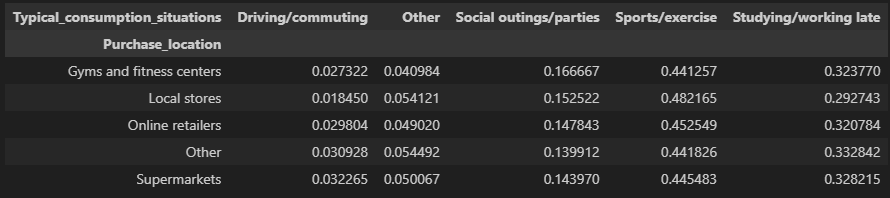 Typical_consumption_situations Driving/commuting Other Social outings/parties Sports/exercise Studying/working late
Purchase_location
Gyms and fitness centers 0.027322 0.040984 0.166667 0.441257 0.323770
Local stores 0.018450 0.054121 0.152522 0.482165 0.292743
Online retailers 0.029804 0.049020 0.147843 0.452549 0.320784
Other 0.030928 0.054492 0.139912 0.441826 0.332842
Supermarkets 0.032265 0.050067 0.143970 0.445483 0.328215